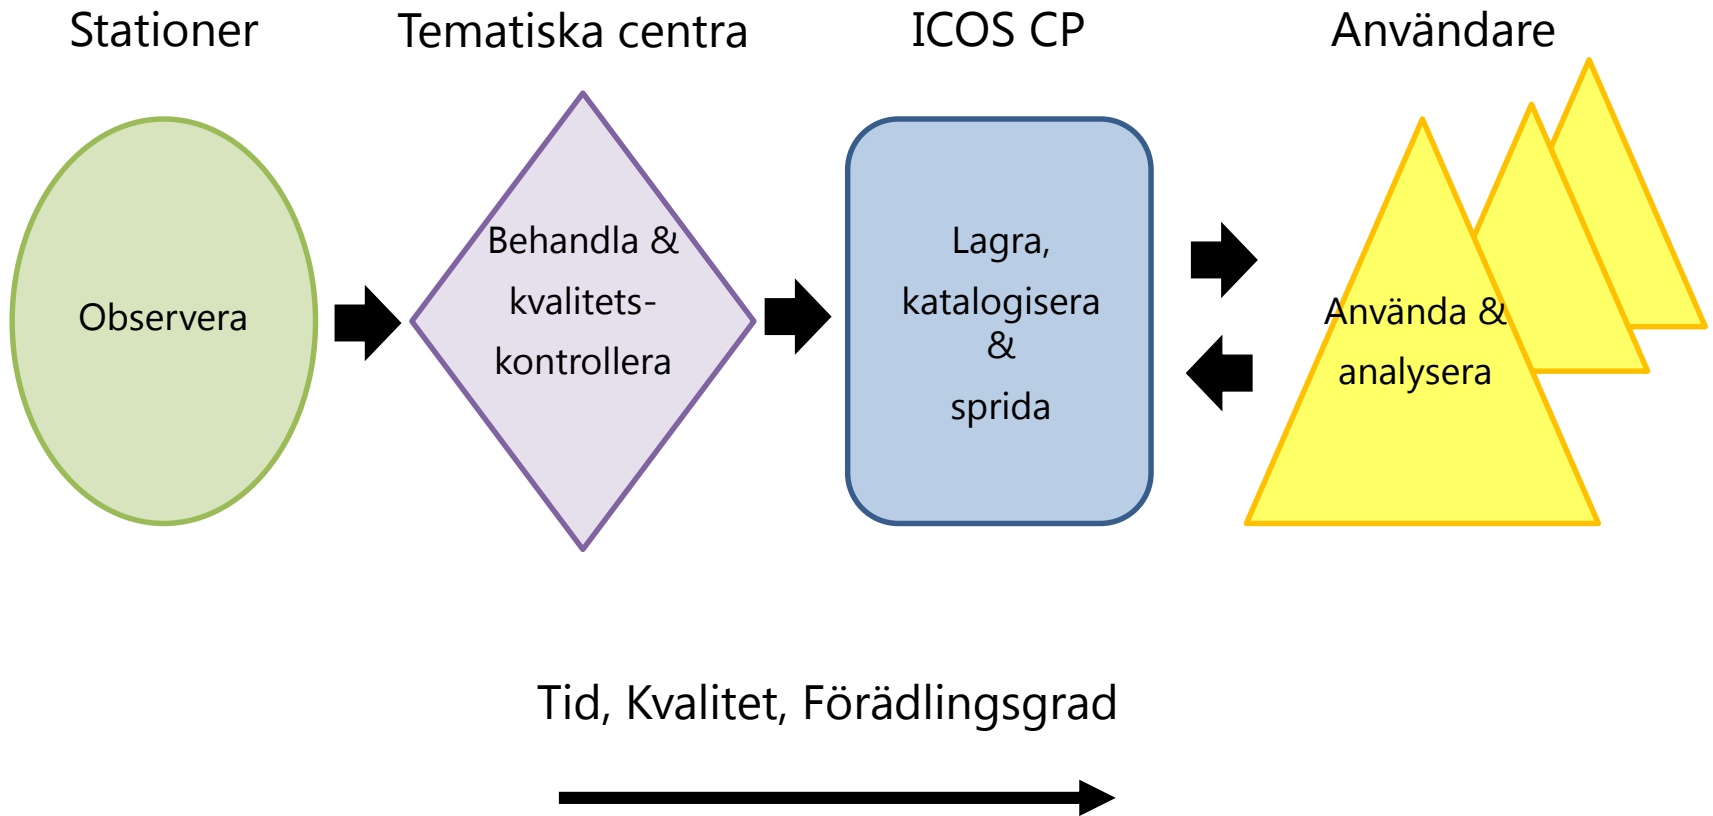 Stationer
Tematiska centra
ICOS CP
Användare
Observera
Behandla &
kvalitets-
kontrollera
Lagra,
katalogisera
&
sprida
Använda &
analysera
Tid, Kvalitet, Förädlingsgrad